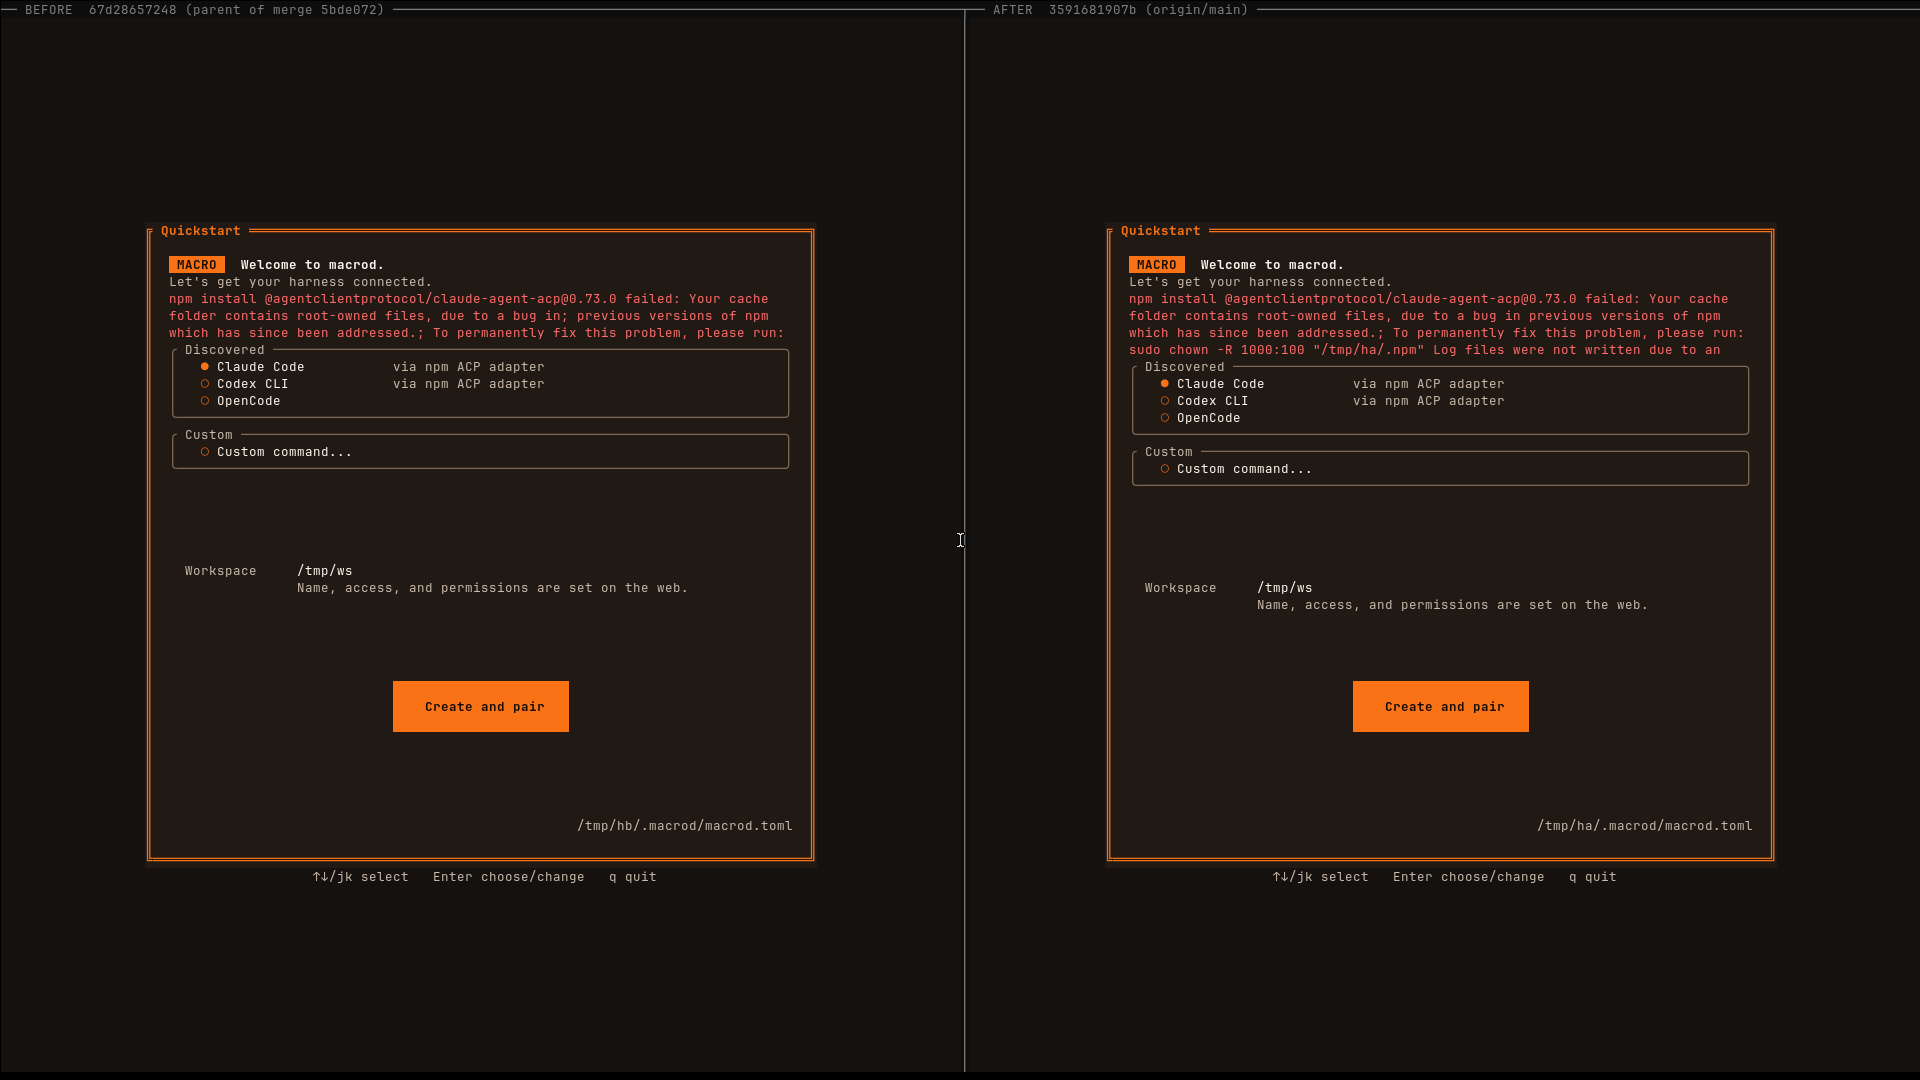 BEFORE 67d28657248 (parent of merge 5bde072)
Quickstart
MACRO Welcome to macrod.
Let's get your harness connected.
npm install @agentclientprotocol/claude-agent-acp@0.73.0 failed: Your cache
folder contains root-owned files, due to a bug in; previous versions of npm
which has since been addressed.; To permanently fix this problem, please run:
Discovered
Claude Code via npm ACP adapter
Codex CLI via npm ACP adapter
OpenCode
Custom
Custom command...
Workspace /tmp/ws
Name, access, and permissions are set on the web.
Create and pair
/tmp/hb/.macrod/macrod.toml
↑↓/jk select Enter choose/change q quit
AFTER 3591681907b (origin/main)
Quickstart
MACRO Welcome to macrod.
Let's get your harness connected.
npm install @agentclientprotocol/claude-agent-acp@0.73.0 failed: Your cache
folder contains root-owned files, due to a bug in previous versions of npm
which has since been addressed.; To permanently fix this problem, please run:
sudo chown -R 1000:100 "/tmp/ha/.npm" Log files were not written due to an
Discovered
Claude Code via npm ACP adapter
Codex CLI via npm ACP adapter
OpenCode
Custom
Custom command...
Workspace /tmp/ws
Name, access, and permissions are set on the web.
Create and pair
/tmp/ha/.macrod/macrod.toml
↑↓/jk select Enter choose/change q quit